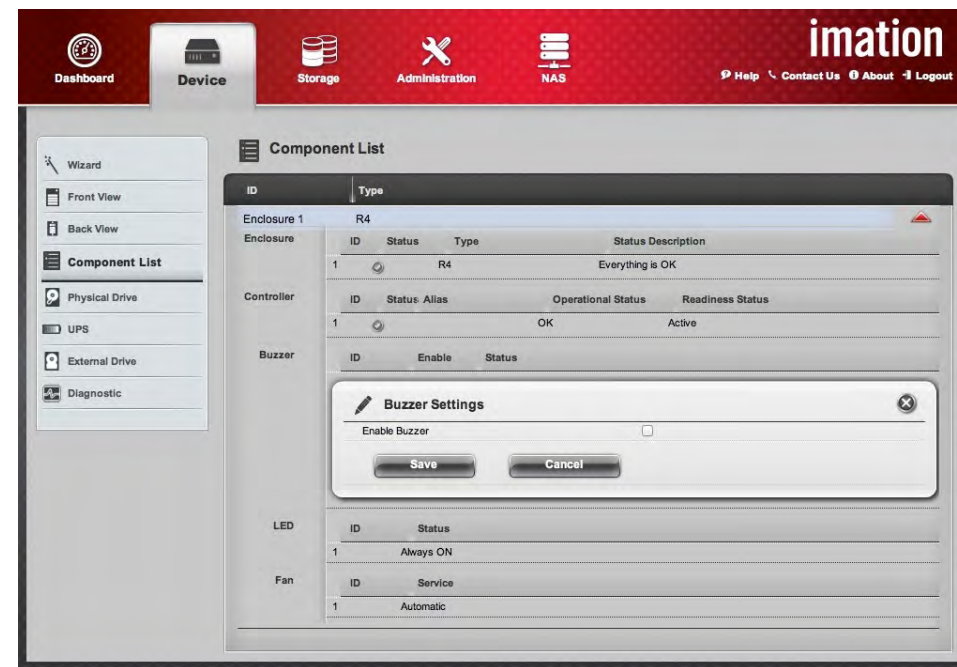 imation
Dashboard
Device
Storage
Administration
NAS
Help Contact Us About Logout
Wizard
Front View
Back View
Component List
Physical Drive
UPS
External Drive
Diagnostic
Component List
ID Type
Enclosure 1 R4
Enclosure ID Status Type Status Description
1 R4 Everything is OK
Controller ID Status Alias Operational Status Readiness Status
1 OK Active
Buzzer ID Enable Status
Buzzer Settings
Enable Buzzer
Save Cancel
LED ID Status
1 Always ON
Fan ID Service
1 Automatic